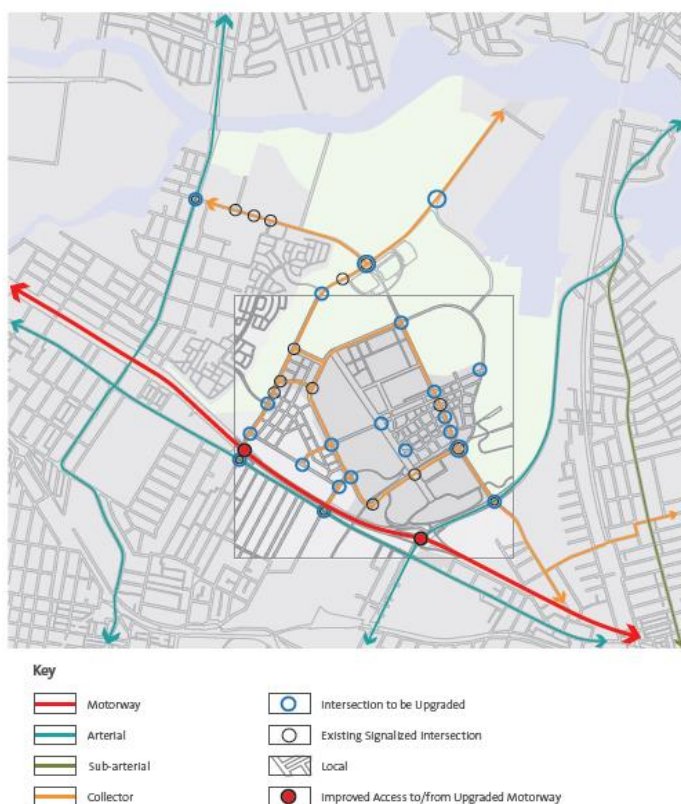 Key
Motorway
Intersection to be Upgraded
Arterial
Existing Signalized Intersection
Sub-arterial
Local
Collector
Improved Access to/from Upgraded Motorway